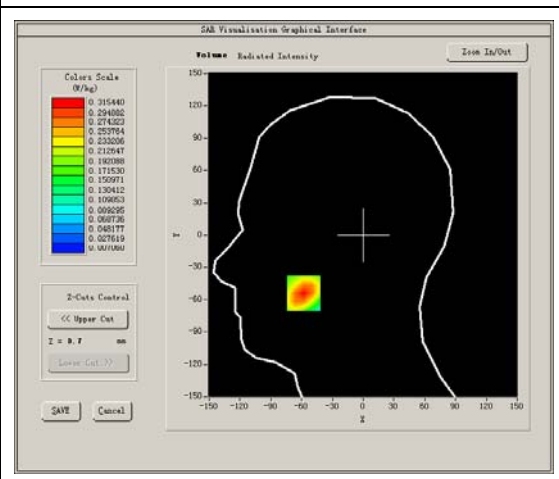 SAR Visualisation Graphical Interface
Volume Radiated Intensity
Zoom In/Out
Colors Scale
(W/kg)
0.315440
0.294882
0.274323
0.253764
0.233206
0.212647
0.192088
0.171530
0.150971
0.130412
0.109853
0.089295
0.068736
0.048177
0.027619
0.007060
150
120
90
60
30
0
-30
-60
-90
-120
-150
Y
-150 -120 -90 -60 -30 0 30 60 90 120 150
X
Z-Cuts Control
<< Upper Cut
Z = mm
Lower Cut >>
SAVE Cancel